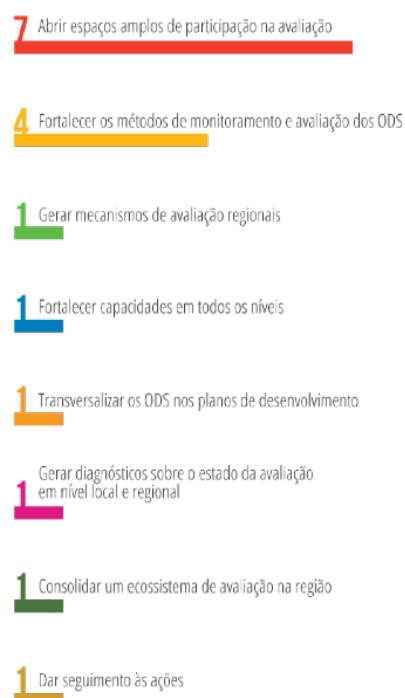 7 Abrir espaços amplos de participação na avaliação
4 Fortalecer os métodos de monitoramento e avaliação dos ODS
1 Gerar mecanismos de avaliação regionais
1 Fortalecer capacidades em todos os níveis
1 Transversalizar os ODS nos planos de desenvolvimento
1 Gerar diagnósticos sobre o estado da avaliação
em nível local e regional
1 Consolidar um ecossistema de avaliação na região
1 Dar seguimento às ações